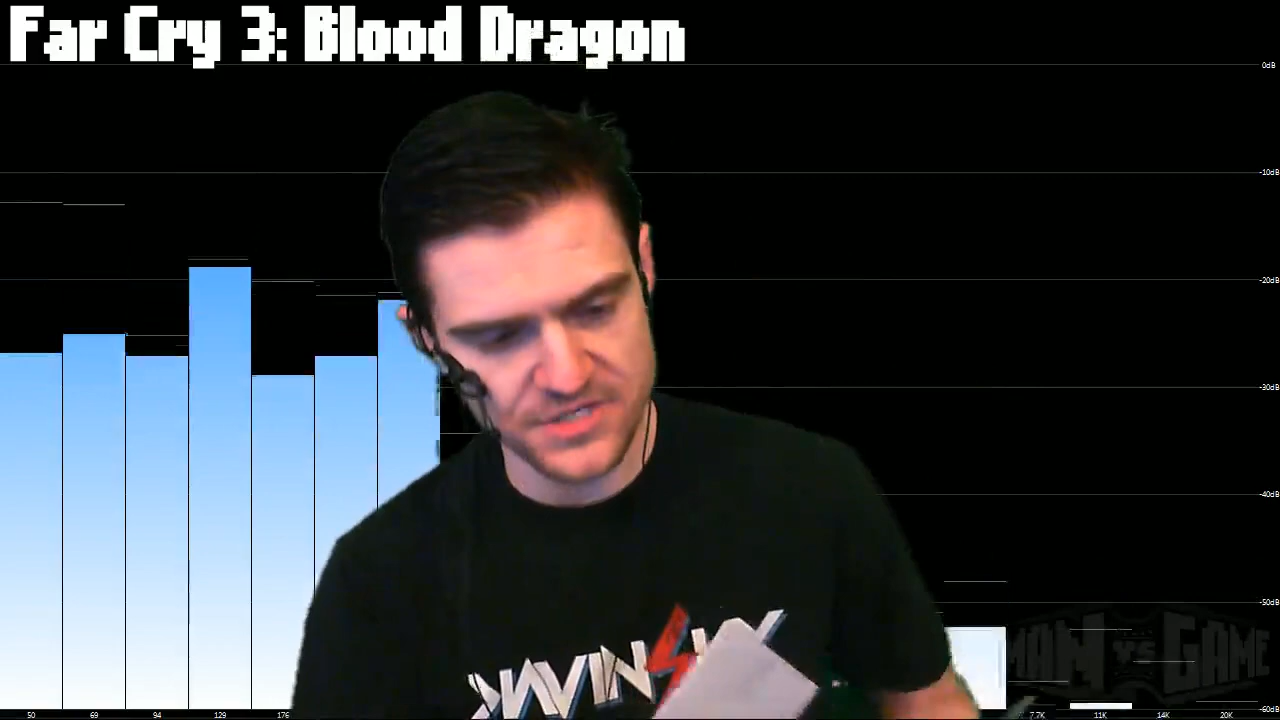 Far Cry 3: Blood Dragon
0dB
-10dB
-20dB
-30dB
-40dB
-50dB
KAVINSKY
MAN VS GAME
-60dB
50 69 94 129 176 7.7K 11K 14K 20K